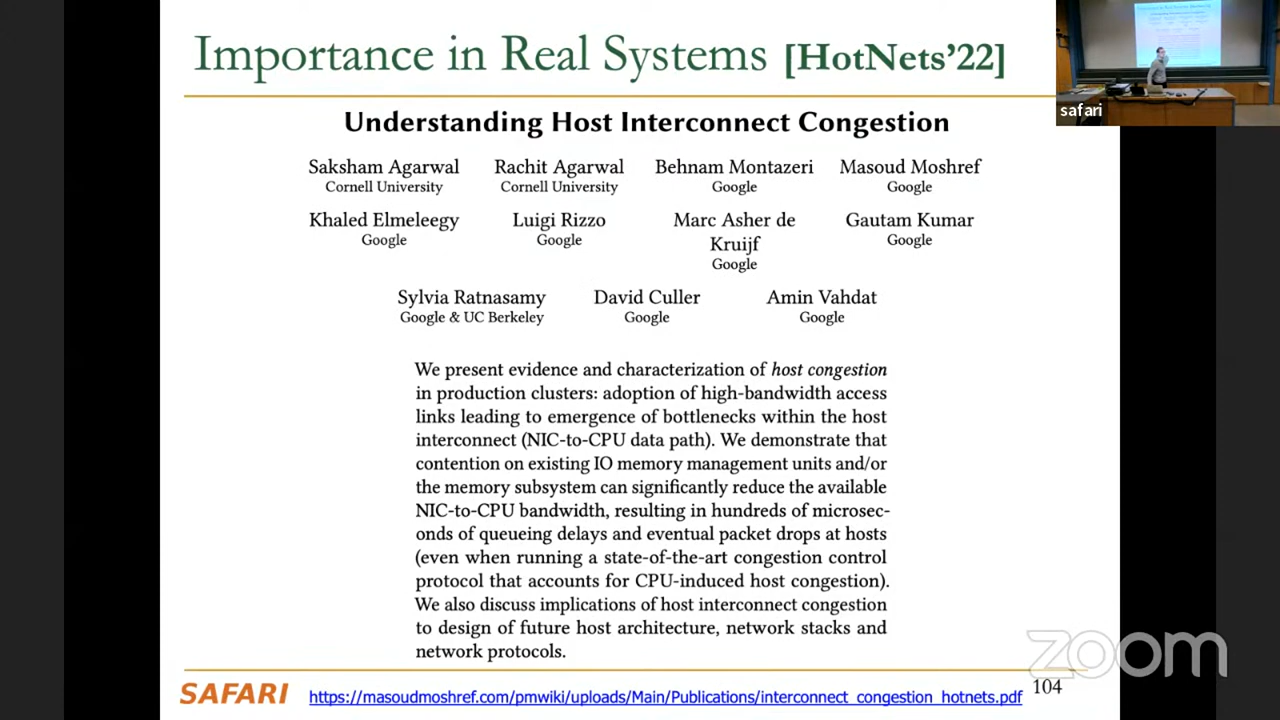 Importance in Real Systems [HotNets'22]
safari
Understanding Host Interconnect Congestion
Saksham Agarwal
Cornell University
Rachit Agarwal
Cornell University
Behnam Montazeri
Google
Masoud Moshref
Google
Khaled Elmeleegy
Google
Luigi Rizzo
Google
Marc Asher de
Kruijf
Google
Gautam Kumar
Google
Sylvia Ratnasamy
Google & UC Berkeley
David Culler
Google
Amin Vahdat
Google
We present evidence and characterization of host congestion
in production clusters: adoption of high-bandwidth access
links leading to emergence of bottlenecks within the host
interconnect (NIC-to-CPU data path). We demonstrate that
contention on existing IO memory management units and/or
the memory subsystem can significantly reduce the available
NIC-to-CPU bandwidth, resulting in hundreds of microsec-
onds of queueing delays and eventual packet drops at hosts
(even when running a state-of-the-art congestion control
protocol that accounts for CPU-induced host congestion).
We also discuss implications of host interconnect congestion
to design of future host architecture, network stacks and
network protocols.
zoom
SAFARI
https://masoudmoshref.com/pmwiki/uploads/Main/Publications/interconnect_congestion_hotnets.pdf
104